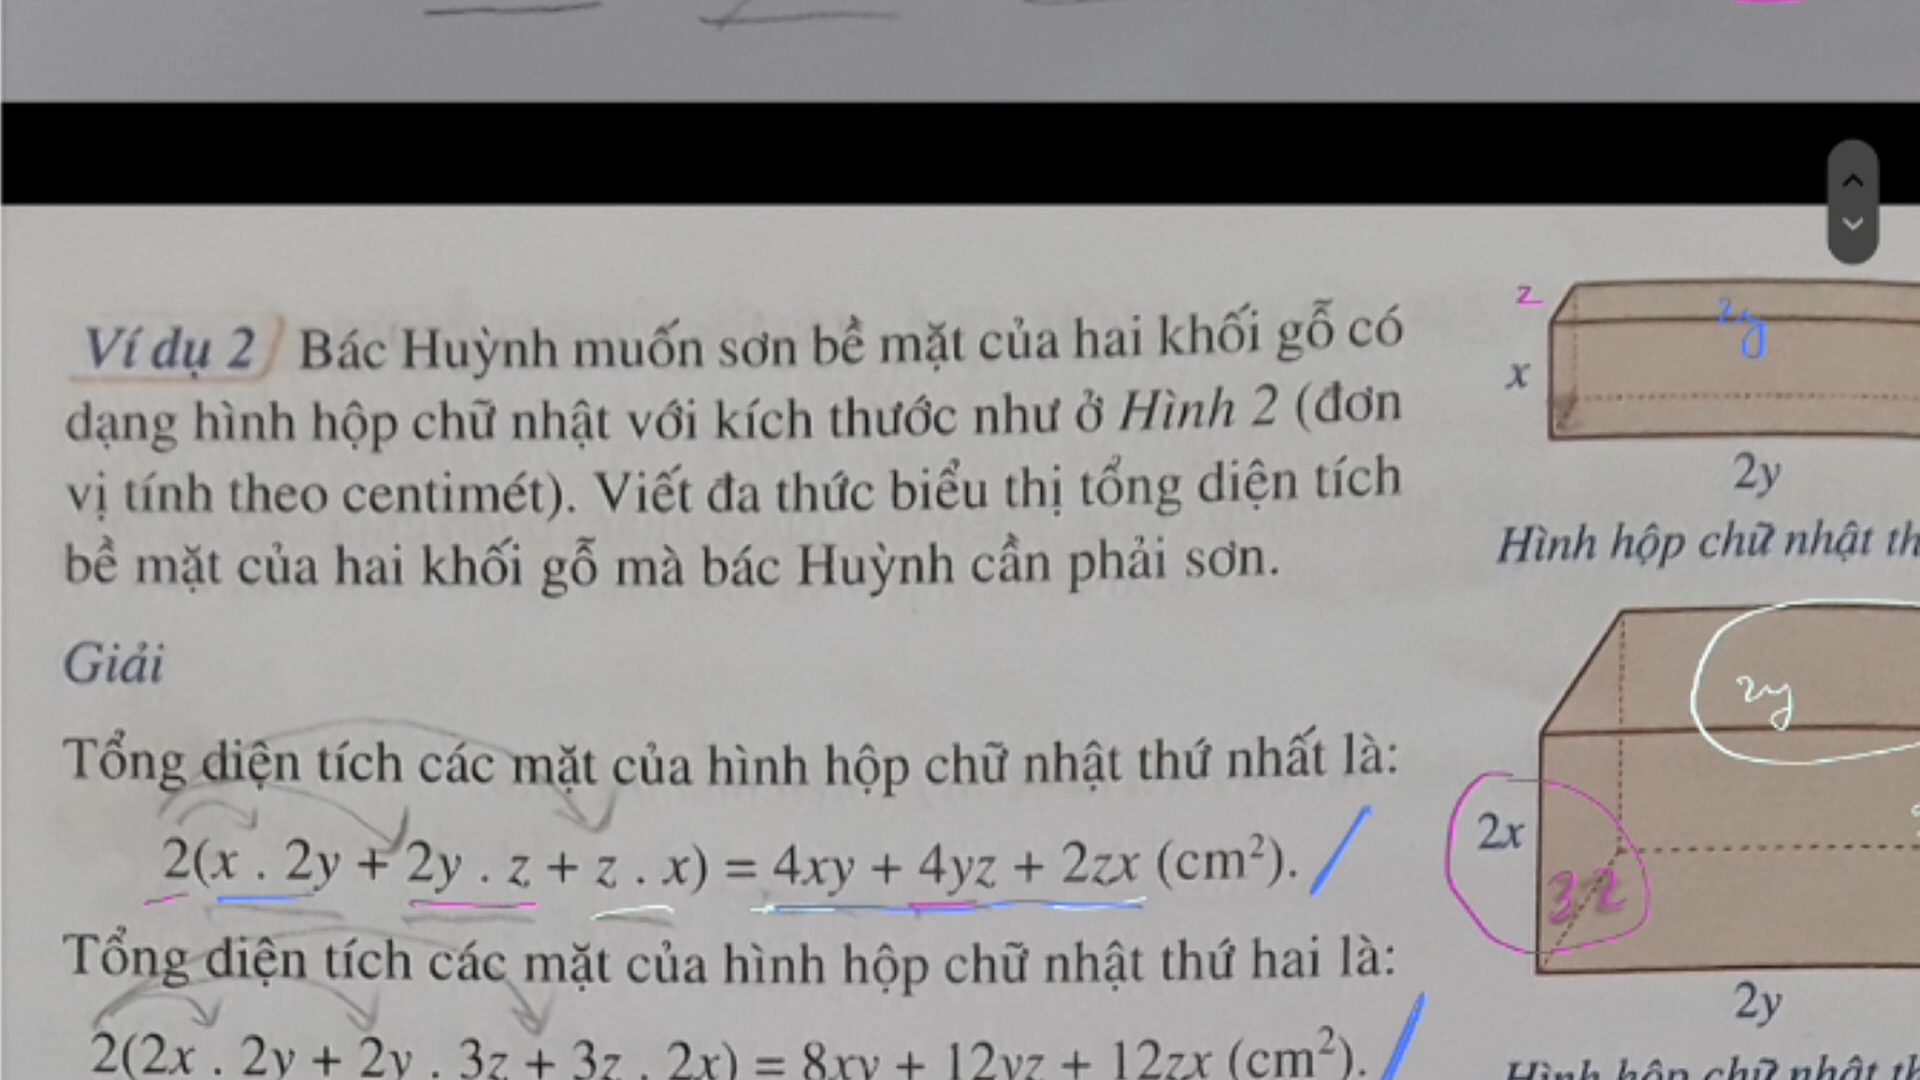 Ví dụ 2 Bác Huỳnh muốn sơn bề mặt của hai khối gỗ có
dạng hình hộp chữ nhật với kích thước như ở Hình 2 (đơn
vị tính theo centimét). Viết đa thức biểu thị tổng diện tích
bề mặt của hai khối gỗ mà bác Huỳnh cần phải sơn.
Giải
Tổng diện tích các mặt của hình hộp chữ nhật thứ nhất là:
2(x . 2y + 2y . z + z . x) = 4xy + 4yz + 2zx (cm²).
Tổng diện tích các mặt của hình hộp chữ nhật thứ hai là:
2(2x . 2y + 2y . 3z + 3z . 2x) = 8xy + 12yz + 12zx (cm²).
z
2y
x
2y
Hình hộp chữ nhật
2y
2x
3z
2y
Hình hộp chữ nhật